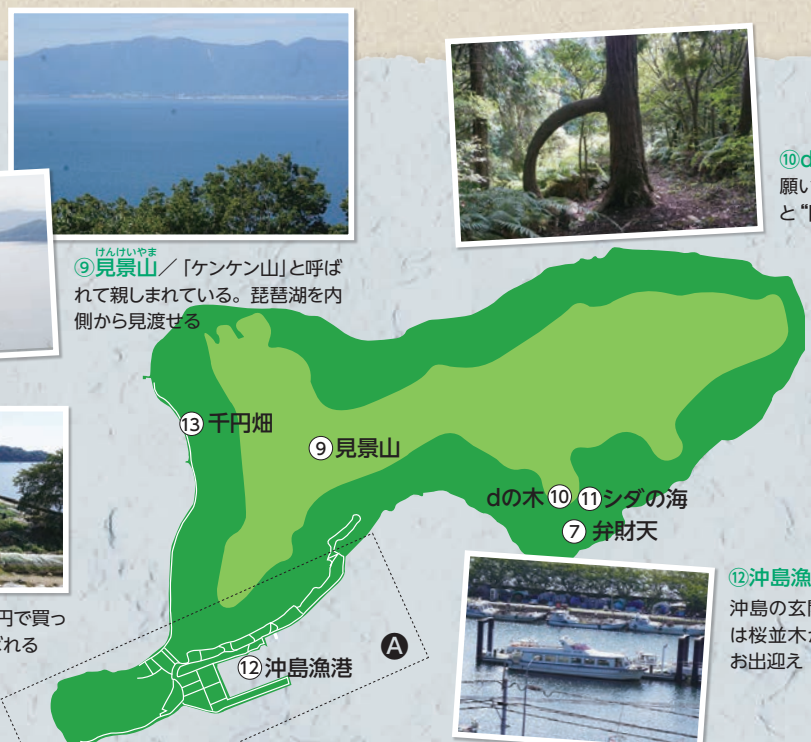 ⑩d
願い
と“
けんけいやま
⑨見景山／「ケンケン山」と呼ば
れて親しまれている。琵琶湖を内
側から見渡せる
⑬ 千円畑
⑨ 見景山
dの木⑩ ⑪シダの海
⑦ 弁財天
円で買っ
ばれる
A
⑫ 沖島漁港
⑫沖島漁
沖島の玄関
は桜並木
お出迎え